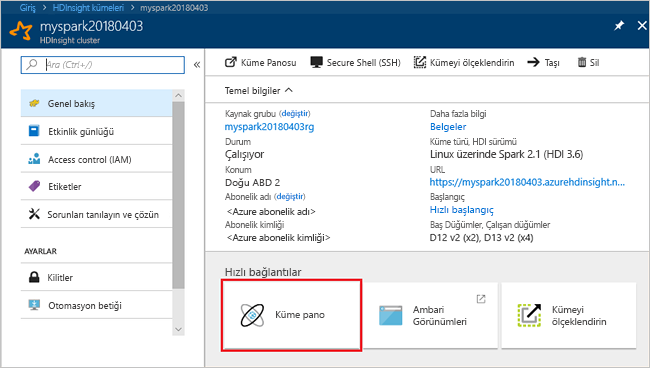 Giriş > HDInsight kümeleri > myspark20180403
myspark20180403
HDInsight cluster
Ara (Ctrl+/)
Genel bakış
Etkinlik günlüğü
Access control (IAM)
Etiketler
Sorunları tanılayın ve çözün
AYARLAR
Kilitler
Otomasyon betiği
Küme Panosu
Secure Shell (SSH)
Kümeyi ölçeklendirin
Taşı
Sil
Temel bilgiler
Kaynak grubu (değiştir)
myspark20180403rg
Durum
Çalışıyor
Konum
Doğu ABD 2
Abonelik adı (değiştir)
<Azure abonelik adı>
Abonelik kimliği
<Azure abonelik kimliği>
Daha fazla bilgi
Belgeler
Küme türü, HDI sürümü
Linux üzerinde Spark 2.1 (HDI 3.6)
URL
https://myspark20180403.azurehdinsight.n...
Başlangıç
Hızlı başlangıç
Baş Düğümler, Çalışan düğümler
D12 v2 (x2), D13 v2 (x4)
Hızlı bağlantılar
Küme pano
Ambari
Görünümleri
Kümeyi
ölçeklendirin